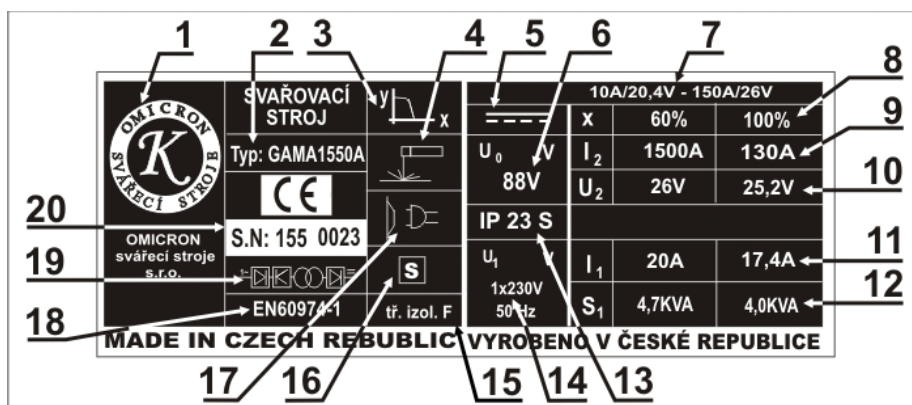 1 2 3 4 5 6 7 8 9 10 11 12 13 14 15 16 17 18 19 20
OMICRON
K
SVÁŘECÍ STROJE
OMICRON
svářecí stroje
s.r.o.
SVAŘOVACÍ
STROJ
Typ: GAMA1550A
CE
S.N: 155 0023
1~
EN60974-1
y
x
S
tř. izol. F
10A/20,4V - 150A/26V
U₀ V
88V
IP 23 S
U₁ V
1x230V
50 Hz
X 60% 100%
I₂ 1500A 130A
U₂ 26V 25,2V
I₁ 20A 17,4A
S₁ 4,7KVA 4,0KVA
MADE IN CZECH REBUBLIC VYROBENO V ČESKÉ REPUBLICE